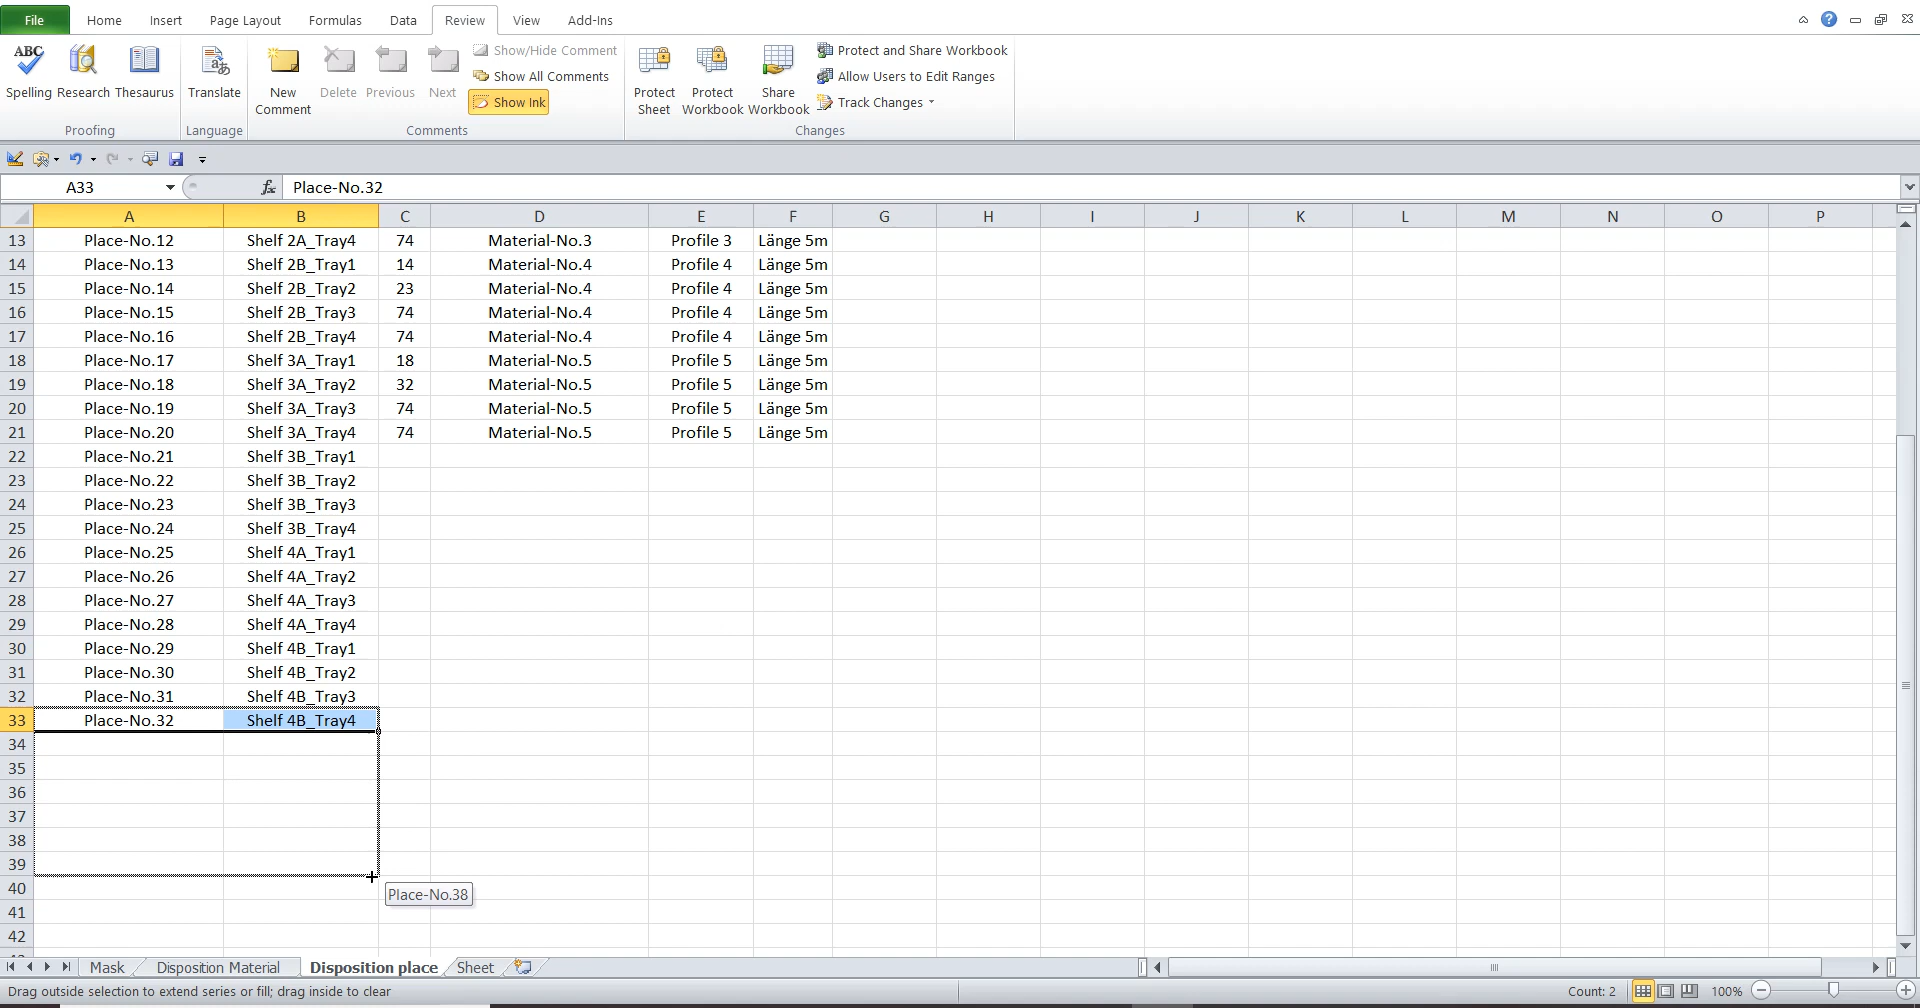 File Home Insert Page Layout Formulas Data Review View Add-Ins
ABC
Spelling Research Thesaurus
Proofing
Translate
Language
New Comment Delete Previous Next
Show/Hide Comment
Show All Comments
Show Ink
Comments
Protect Sheet Protect Workbook Share Workbook
Protect and Share Workbook
Allow Users to Edit Ranges
Track Changes
Changes
A33 fx Place-No.32
A B C D E F G H I J K L M N O P
13 Place-No.12 Shelf 2A_Tray4 74 Material-No.3 Profile 3 Länge 5m
14 Place-No.13 Shelf 2B_Tray1 14 Material-No.4 Profile 4 Länge 5m
15 Place-No.14 Shelf 2B_Tray2 23 Material-No.4 Profile 4 Länge 5m
16 Place-No.15 Shelf 2B_Tray3 74 Material-No.4 Profile 4 Länge 5m
17 Place-No.16 Shelf 2B_Tray4 74 Material-No.4 Profile 4 Länge 5m
18 Place-No.17 Shelf 3A_Tray1 18 Material-No.5 Profile 5 Länge 5m
19 Place-No.18 Shelf 3A_Tray2 32 Material-No.5 Profile 5 Länge 5m
20 Place-No.19 Shelf 3A_Tray3 74 Material-No.5 Profile 5 Länge 5m
21 Place-No.20 Shelf 3A_Tray4 74 Material-No.5 Profile 5 Länge 5m
22 Place-No.21 Shelf 3B_Tray1
23 Place-No.22 Shelf 3B_Tray2
24 Place-No.23 Shelf 3B_Tray3
25 Place-No.24 Shelf 3B_Tray4
26 Place-No.25 Shelf 4A_Tray1
27 Place-No.26 Shelf 4A_Tray2
28 Place-No.27 Shelf 4A_Tray3
29 Place-No.28 Shelf 4A_Tray4
30 Place-No.29 Shelf 4B_Tray1
31 Place-No.30 Shelf 4B_Tray2
32 Place-No.31 Shelf 4B_Tray3
33 Place-No.32 Shelf 4B_Tray4
34
35
36
37
38
39
40
Place-No.38
41
42
Mask Disposition Material Disposition place Sheet
Drag outside selection to extend series or fill; drag inside to clear Count: 2 100%